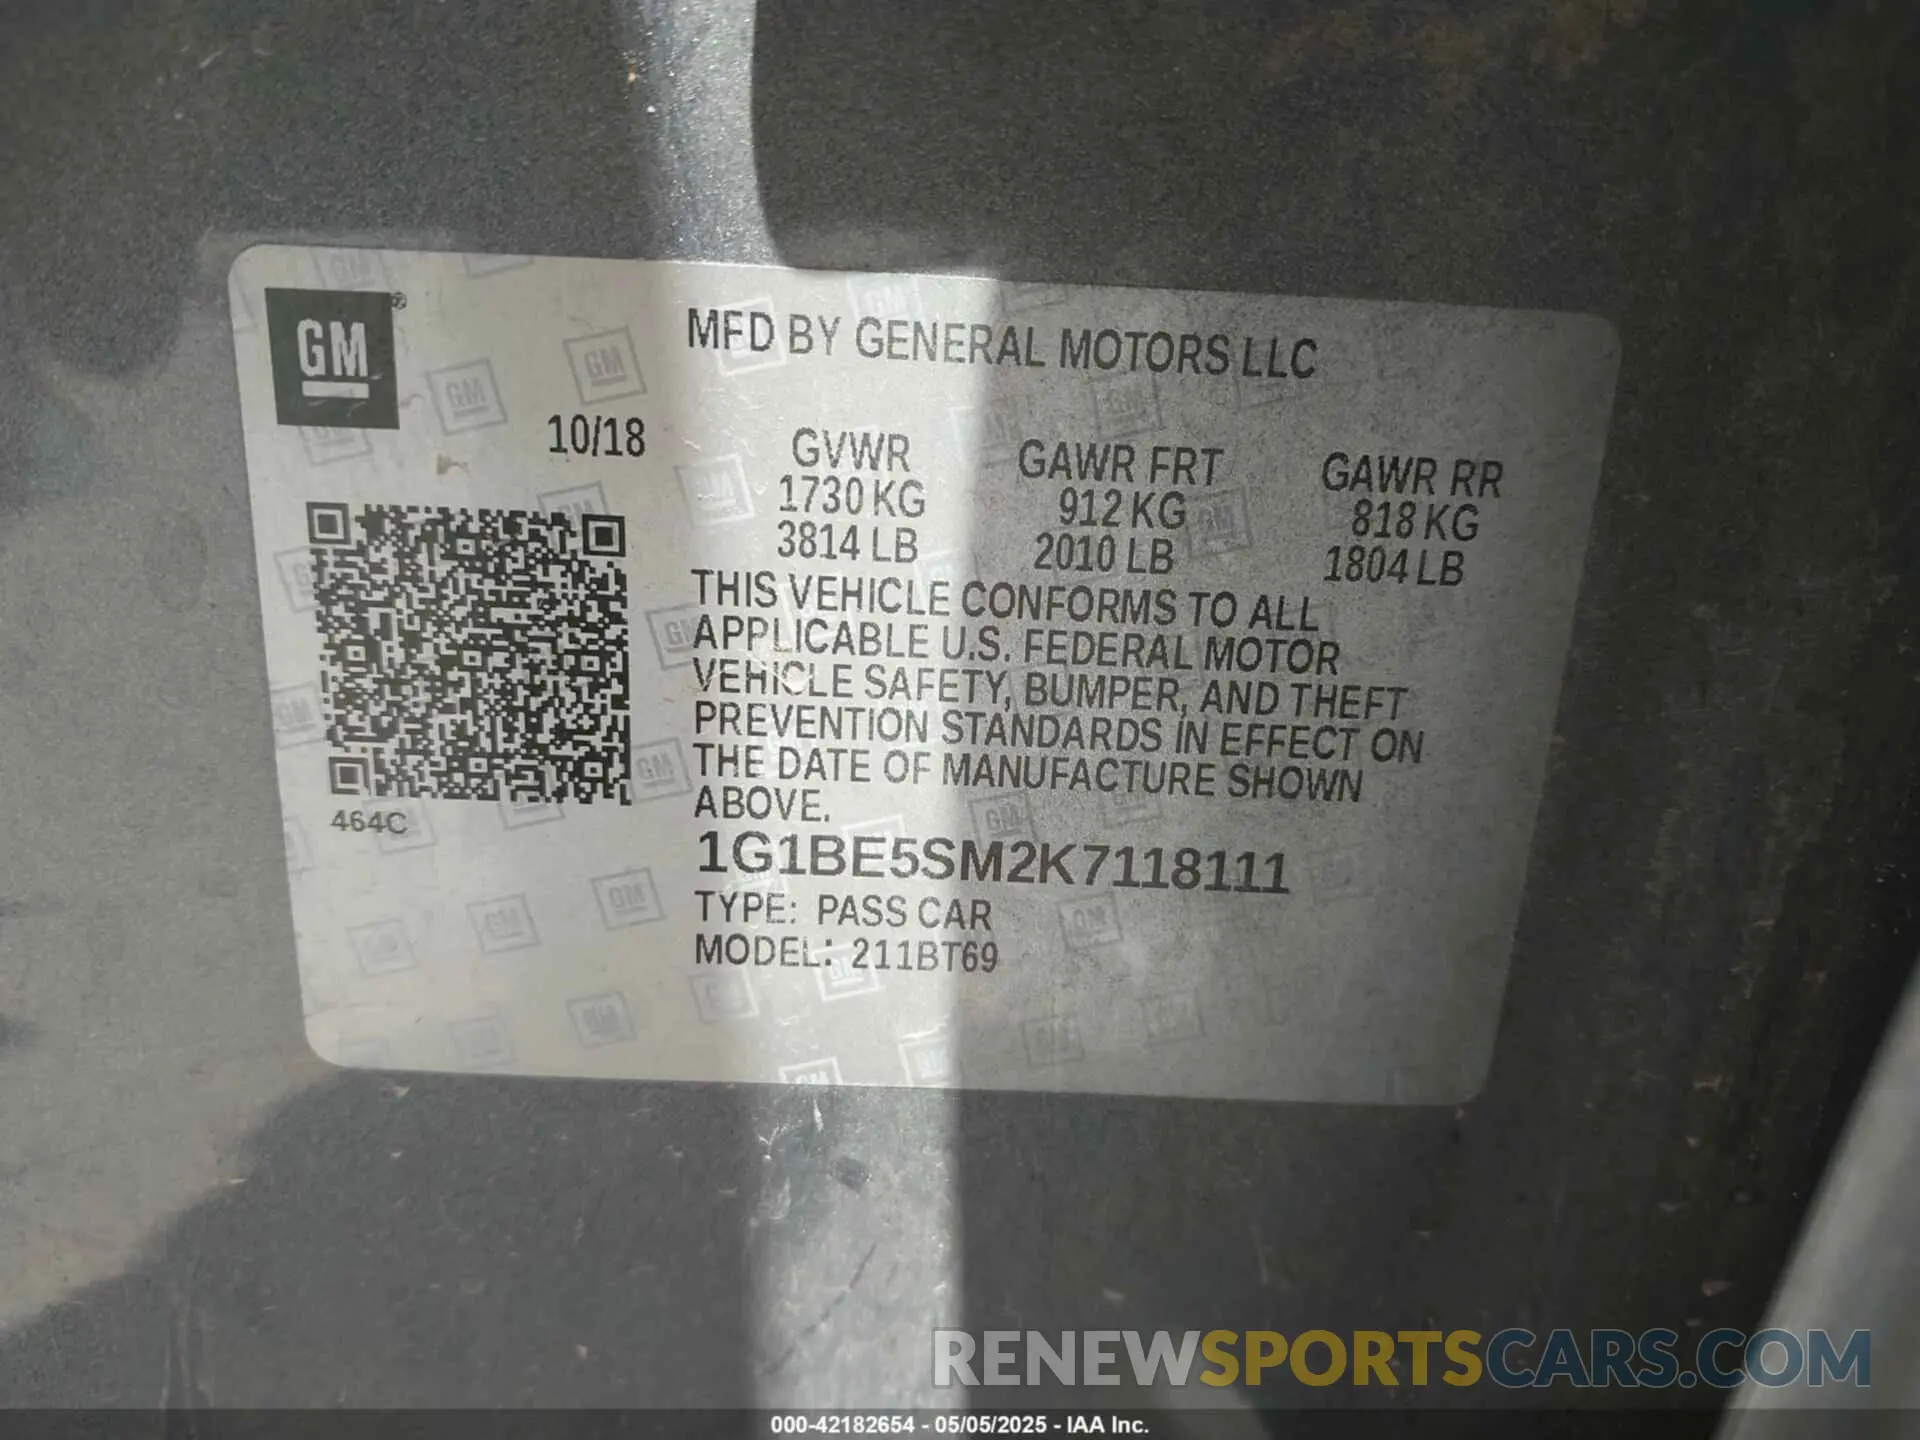 GM
MFD BY GENERAL MOTORS LLC
10/18
GVWR GAWR FRT GAWR RR
1730 KG 912 KG 818 KG
3814 LB 2010 LB 1804 LB
THIS VEHICLE CONFORMS TO ALL
APPLICABLE U.S. FEDERAL MOTOR
VEHICLE SAFETY, BUMPER, AND THEFT
PREVENTION STANDARDS IN EFFECT ON
THE DATE OF MANUFACTURE SHOWN
ABOVE.
464C
1G1BE5SM2K7118111
TYPE: PASS CAR
MODEL: 211BT69
RENEWSPORTSCARS.COM
000-42182654 - 05/05/2025 - IAA Inc.